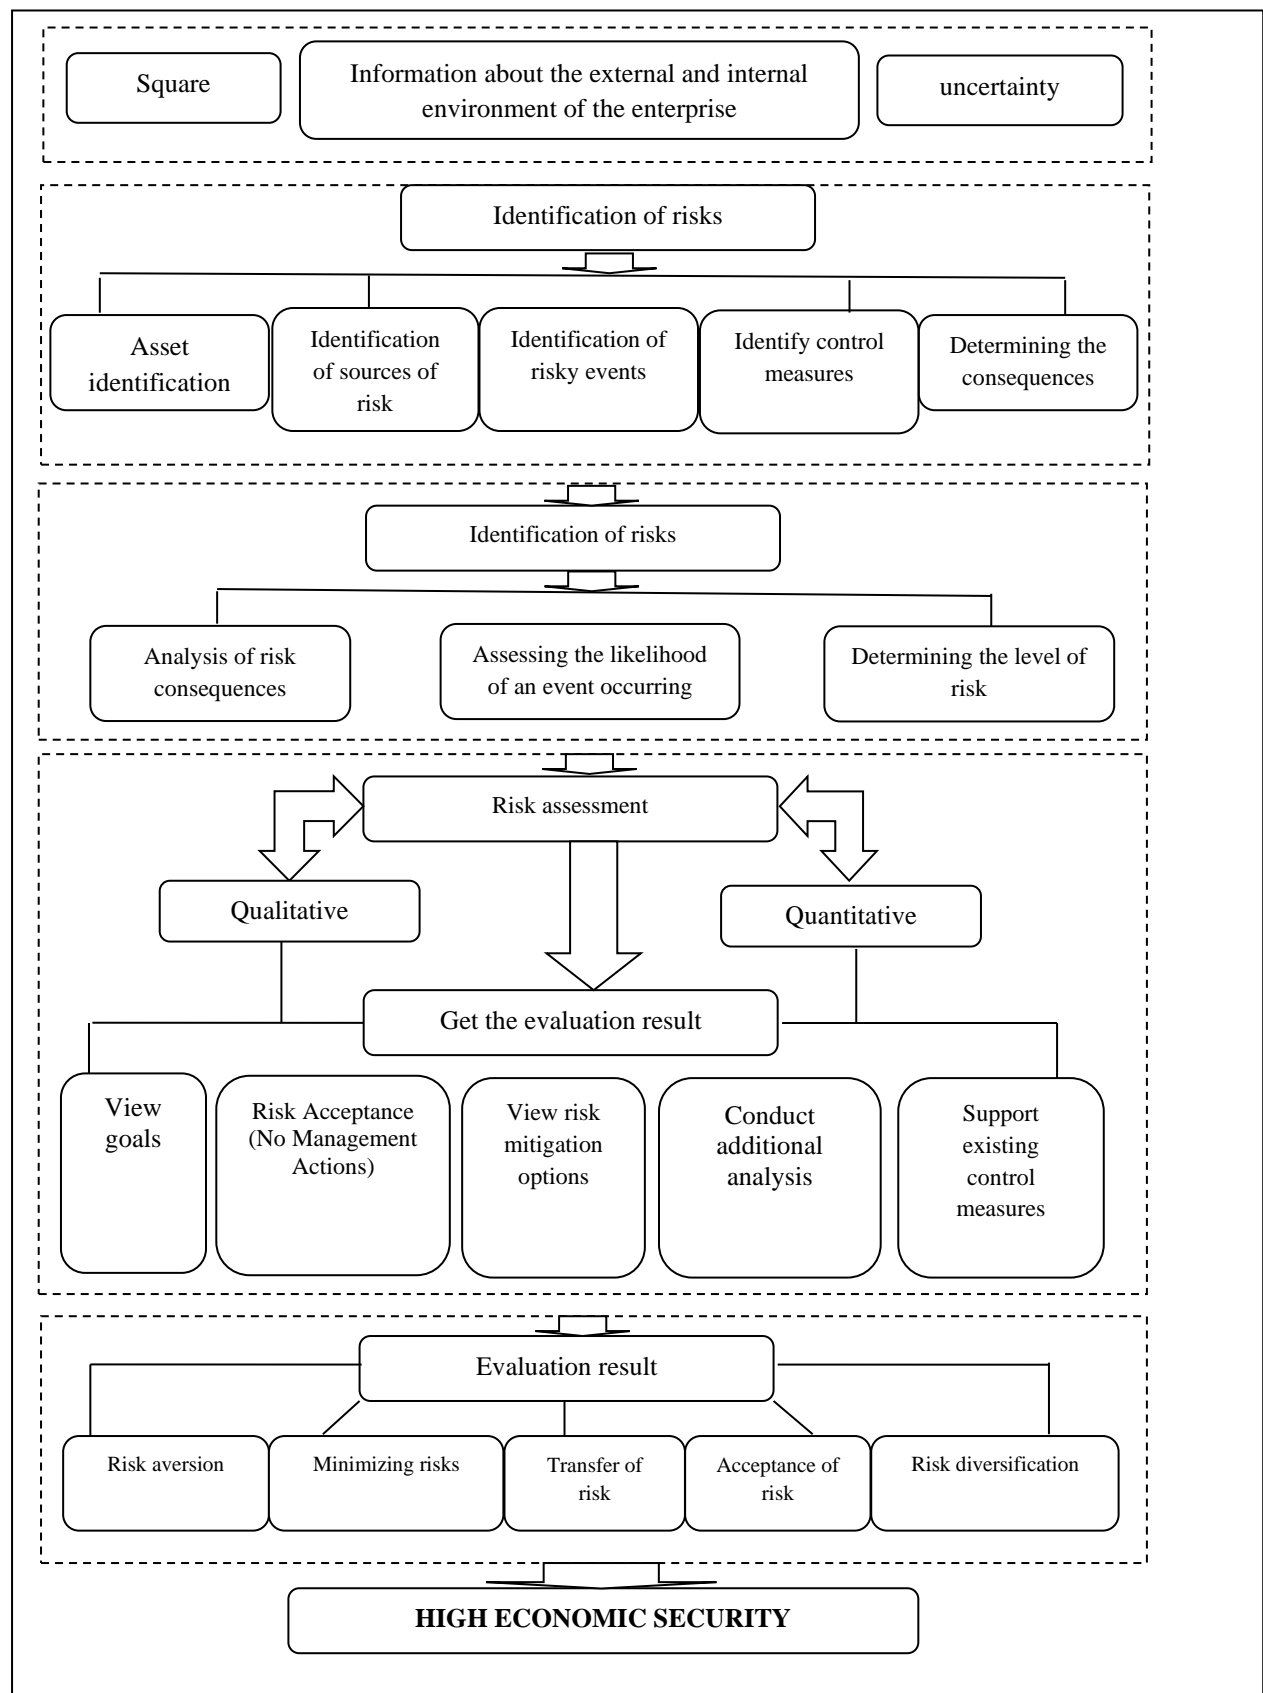 Square
Information about the external and internal
environment of the enterprise
uncertainty
Identification of risks
Asset
identification
Identification
of sources of
risk
Identification of
risky events
Identify control
measures
Determining the
consequences
Identification of risks
Analysis of risk
consequences
Assessing the likelihood
of an event occurring
Determining the level of
risk
Risk assessment
Qualitative
Quantitative
Get the evaluation result
View
goals
Risk Acceptance
(No Management
Actions)
View risk
mitigation
options
Conduct
additional
analysis
Support
existing
control
measures
Evaluation result
Risk aversion
Minimizing risks
Transfer of
risk
Acceptance of
risk
Risk diversification
HIGH ECONOMIC SECURITY